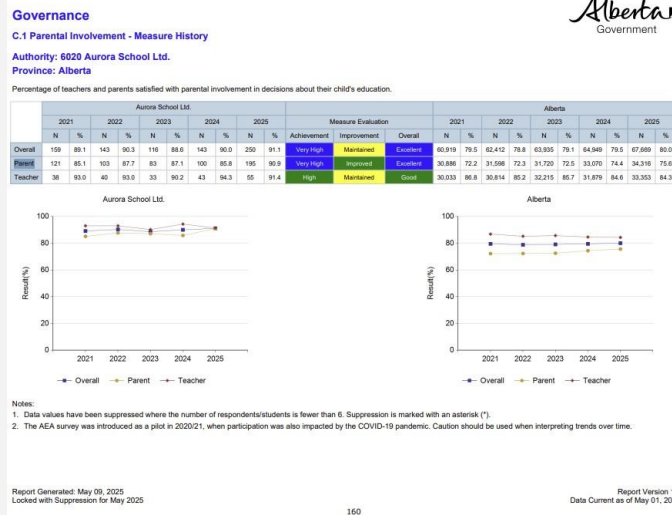 Governance
Alberta
Government
C.1 Parental Involvement - Measure History
Authority: 6020 Aurora School Ltd.
Province: Alberta
Percentage of teachers and parents satisfied with parental involvement in decisions about their child's education.
Aurora School Ltd. Alberta
2021 2022 2023 2024 2025 Measure Evaluation 2021 2022 2023 2024 2025
N % N % N % N % N % Achievement Improvement Overall N % N % N % N % N %
Overall 159 89.1 143 90.3 116 88.6 143 90.0 250 91.1 Very High Maintained Excellent 60,919 79.5 62,412 78.8 63,935 79.1 64,949 79.5 67,669 80.0
Parent 121 85.1 103 87.7 83 87.1 100 85.8 195 90.9 Very High Improved Excellent 30,886 72.2 31,598 72.3 31,720 72.5 33,070 74.4 34,316 75.6
Teacher 38 93.0 40 93.0 33 90.2 43 94.3 55 91.4 High Maintained Good 30,033 86.8 30,814 85.2 32,215 85.7 31,879 84.6 33,353 84.3
Aurora School Ltd. Alberta
100 100
80 80
60 60
Result(%) Result(%)
40 40
20 20
0 0
2021 2022 2023 2024 2025 2021 2022 2023 2024 2025
Overall Parent Teacher Overall Parent Teacher
Notes:
1. Data values have been suppressed where the number of respondents/students is fewer than 6. Suppression is marked with an asterisk (*).
2. The AEA survey was introduced as a pilot in 2020/21, when participation was also impacted by the COVID-19 pandemic. Caution should be used when interpreting trends over time.
Report Generated: May 09, 2025 Report Version
Locked with Suppression for May 2025 Data Current as of May 01, 20
160